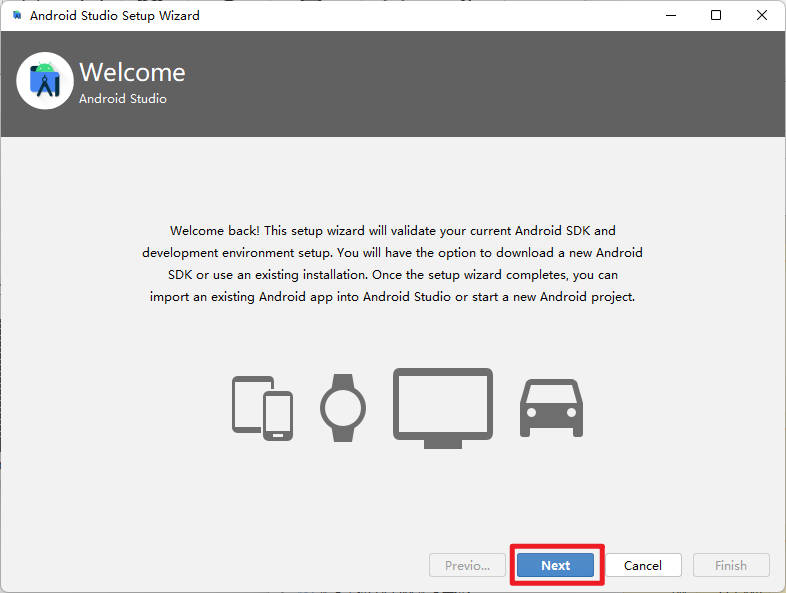 Android Studio Setup Wizard
Welcome
Android Studio
Welcome back! This setup wizard will validate your current Android SDK and
development environment setup. You will have the option to download a new Android
SDK or use an existing installation. Once the setup wizard completes, you can
import an existing Android app into Android Studio or start a new Android project.
Previo... Next Cancel Finish